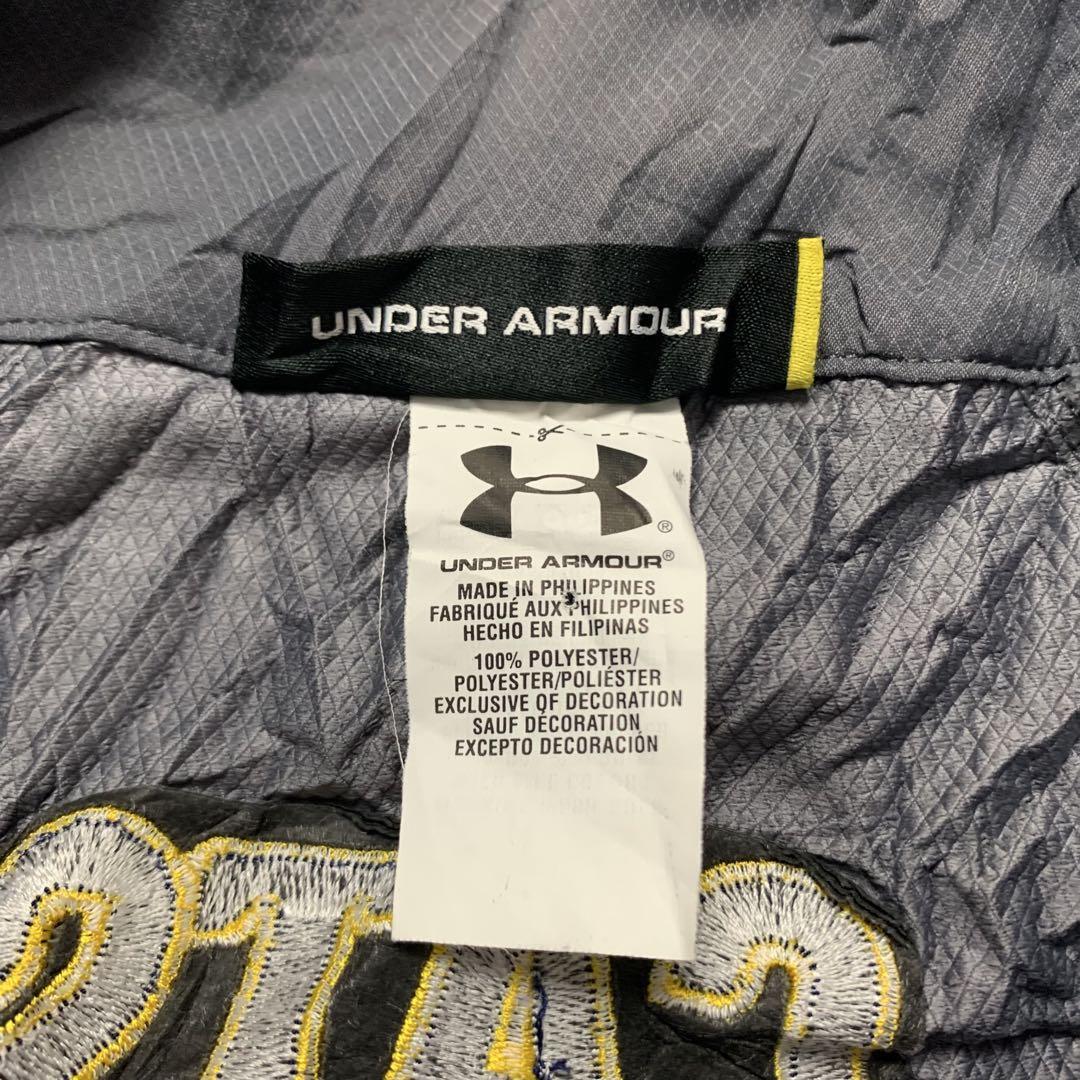 UNDER ARMOUR
®
UNDER ARMOUR®
MADE IN PHILIPPINES
FABRIQUÉ AUX PHILIPPINES
HECHO EN FILIPINAS
100% POLYESTER/
POLYESTER/POLIÉSTER
EXCLUSIVE OF DECORATION
SAUF DÉCORATION
EXCEPTO DECORACIÓN